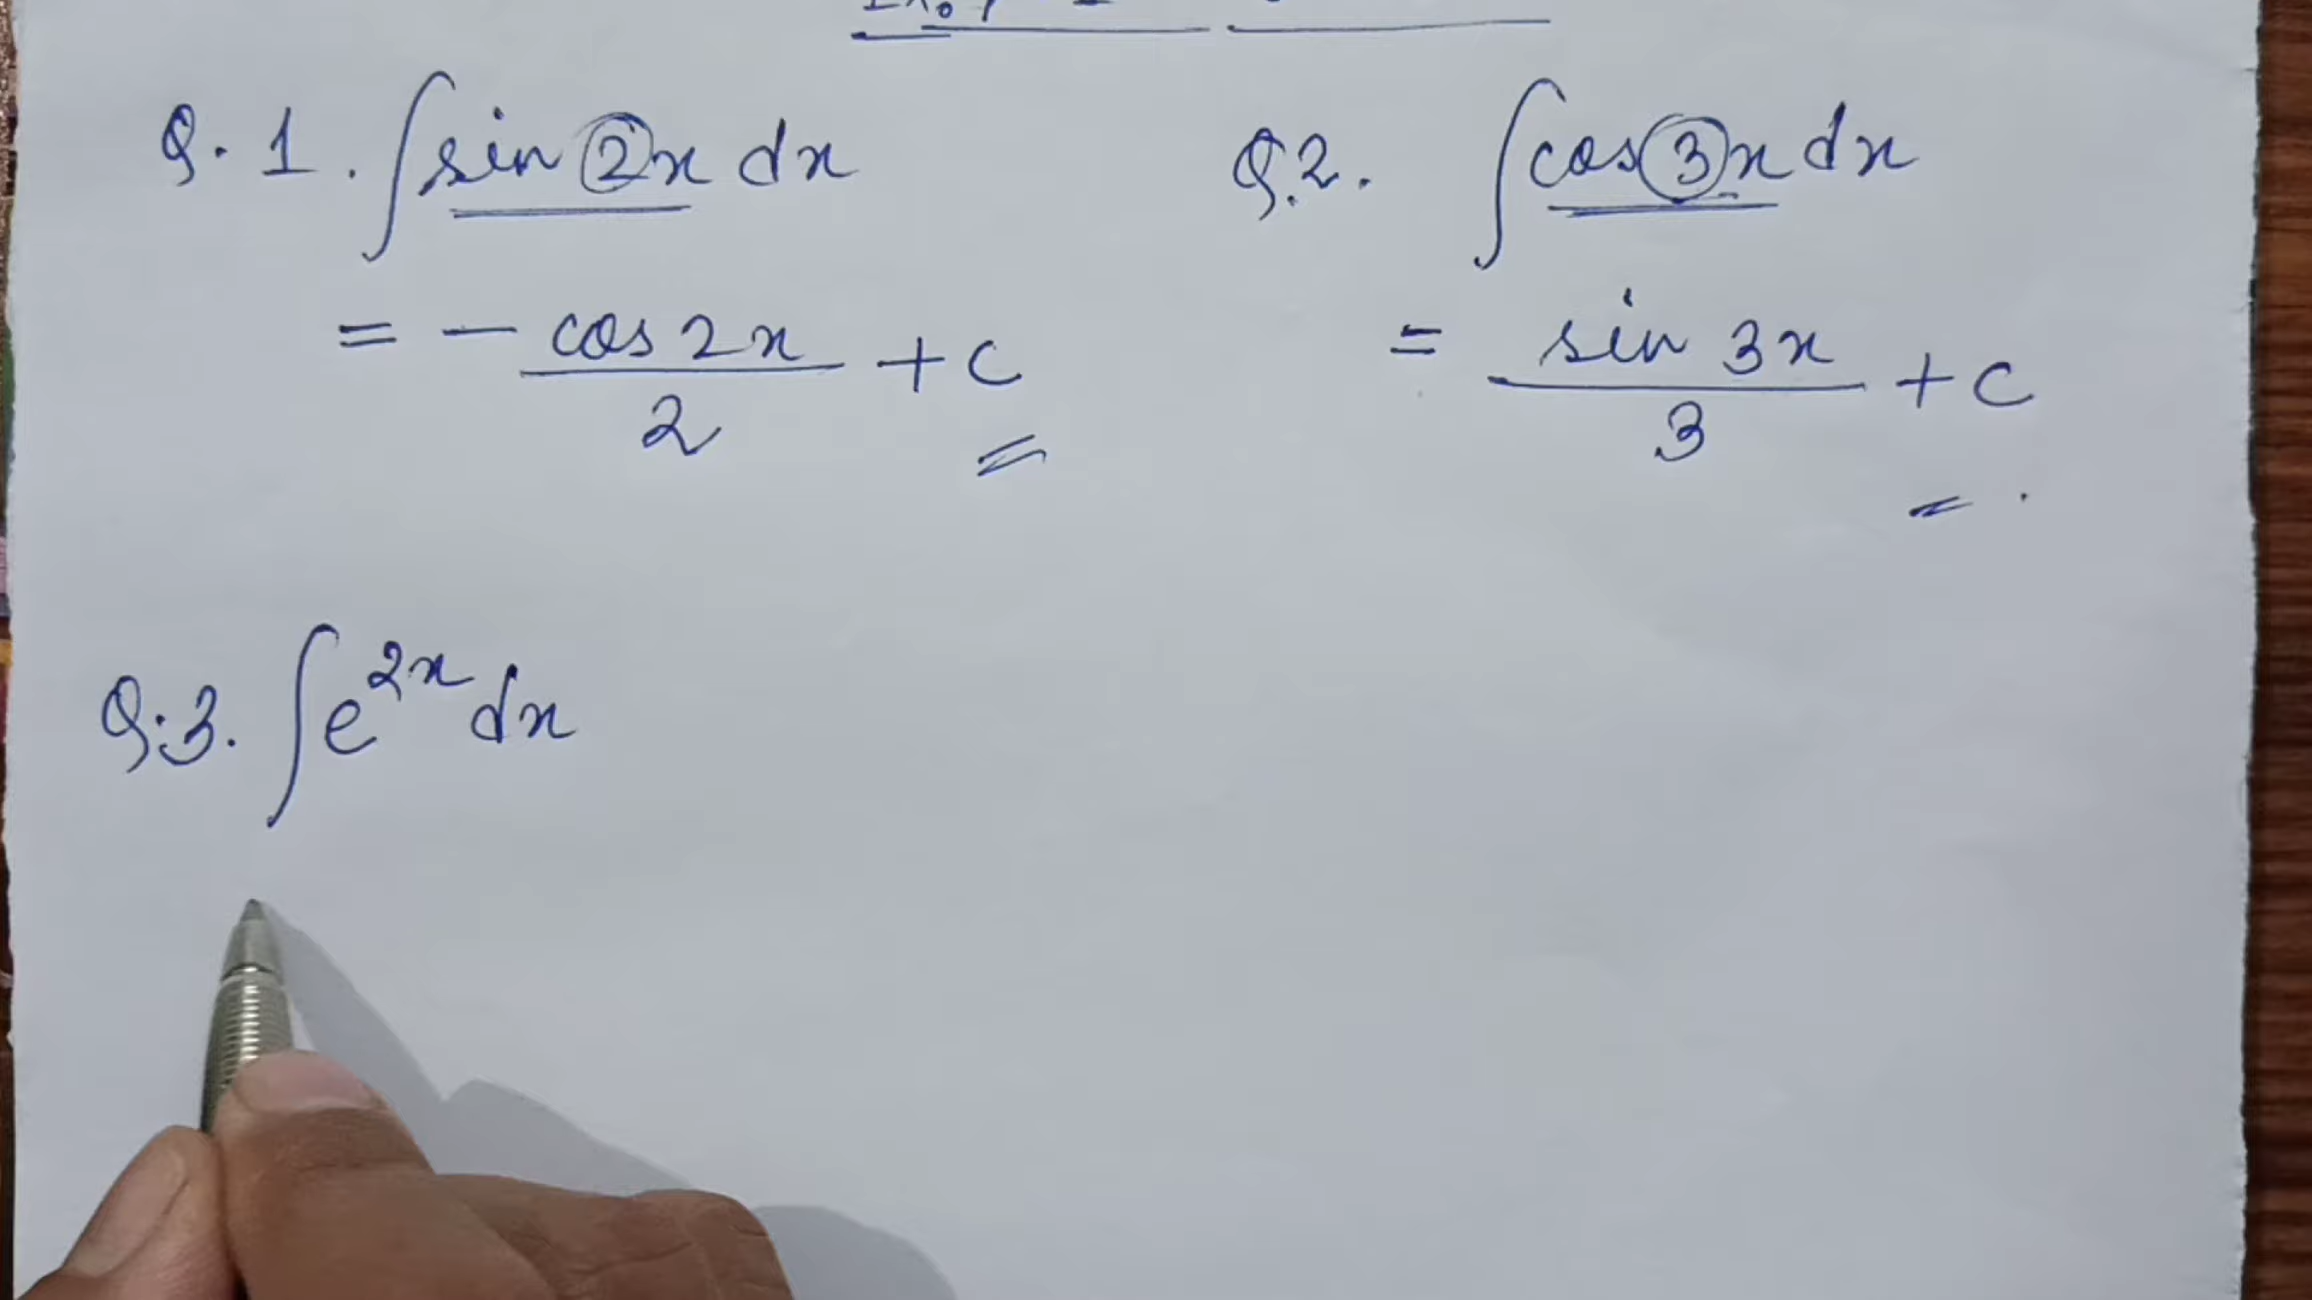 Q.1. ∫ sin 2x dx
= - cos 2x / 2 + c
Q.2. ∫ cos 3x dx
= sin 3x / 3 + c
Q.3. ∫ e^2x dx